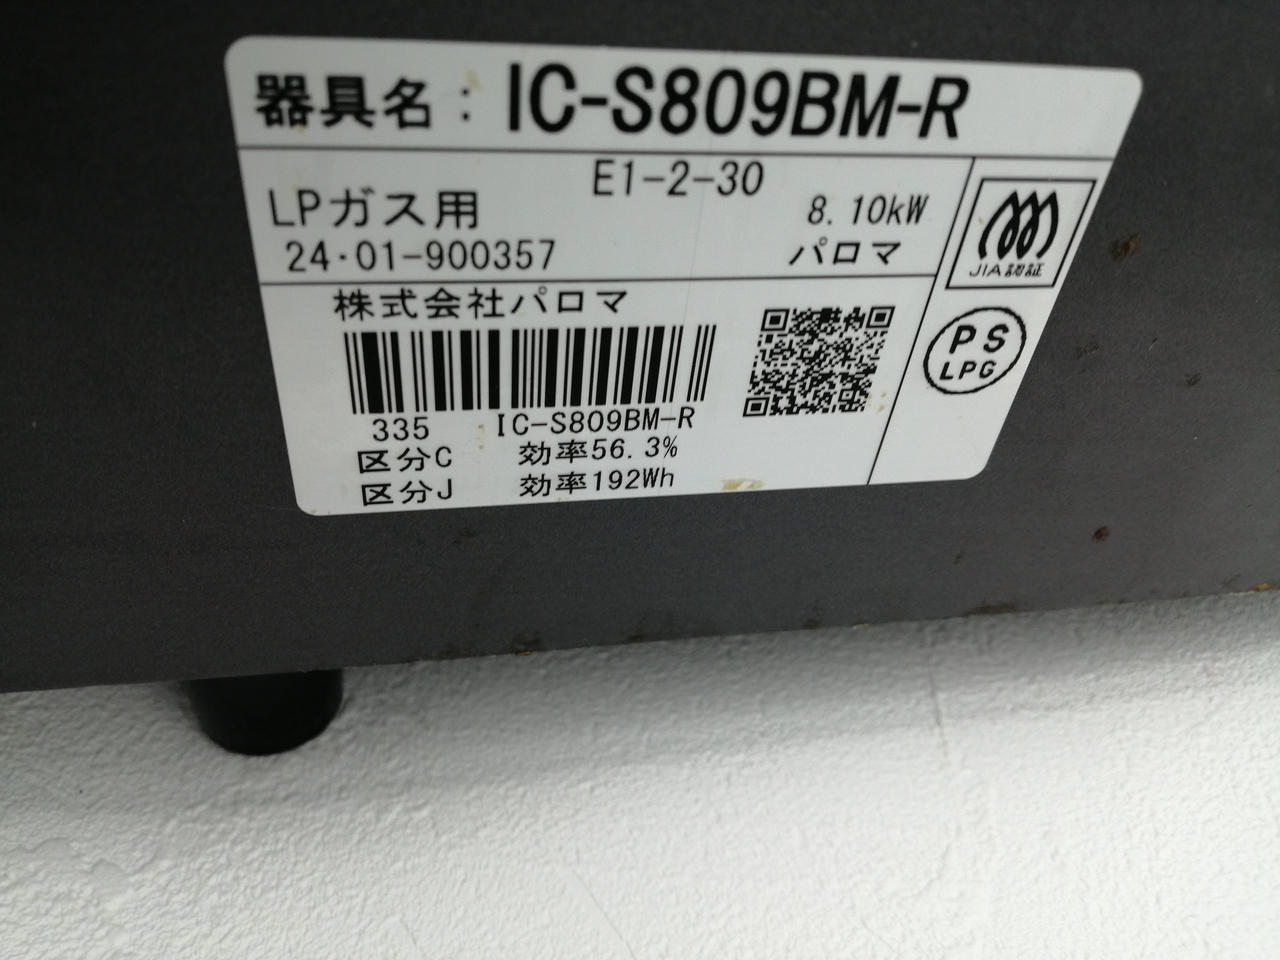 器具名：IC-S809BM-R
E1-2-30
LPガス用 8.10kW
24・01-900357 パロマ
JIA認証
株式会社パロマ
PS
LPG
335 IC-S809BM-R
区分C 効率56.3%
区分J 効率192Wh